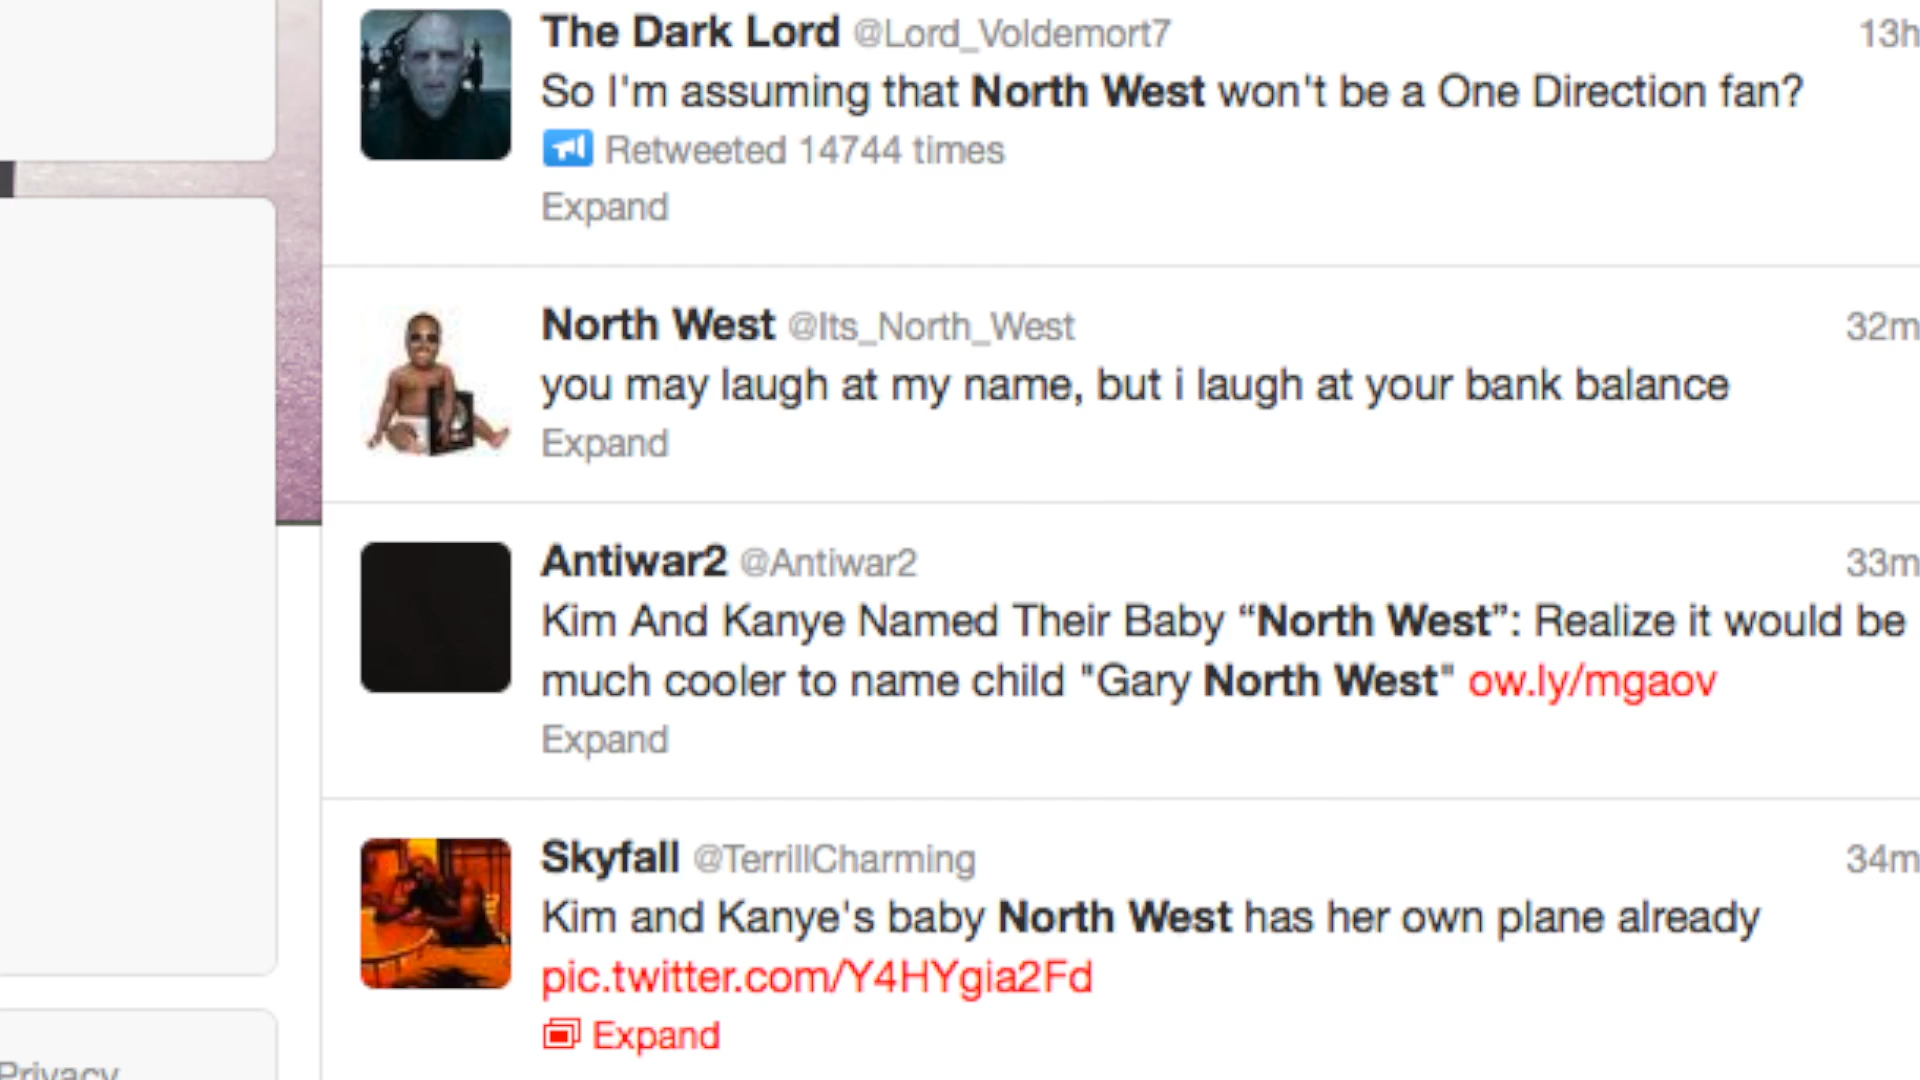 The Dark Lord @Lord_Voldemort7 13h
So I'm assuming that North West won't be a One Direction fan?
Retweeted 14744 times
Expand
North West @Its_North_West 32m
you may laugh at my name, but i laugh at your bank balance
Expand
Antiwar2 @Antiwar2 33m
Kim And Kanye Named Their Baby “North West”: Realize it would be
much cooler to name child "Gary North West" ow.ly/mgaov
Expand
Skyfall @TerrillCharming 34m
Kim and Kanye's baby North West has her own plane already
pic.twitter.com/Y4HYgia2Fd
Expand
Privacy